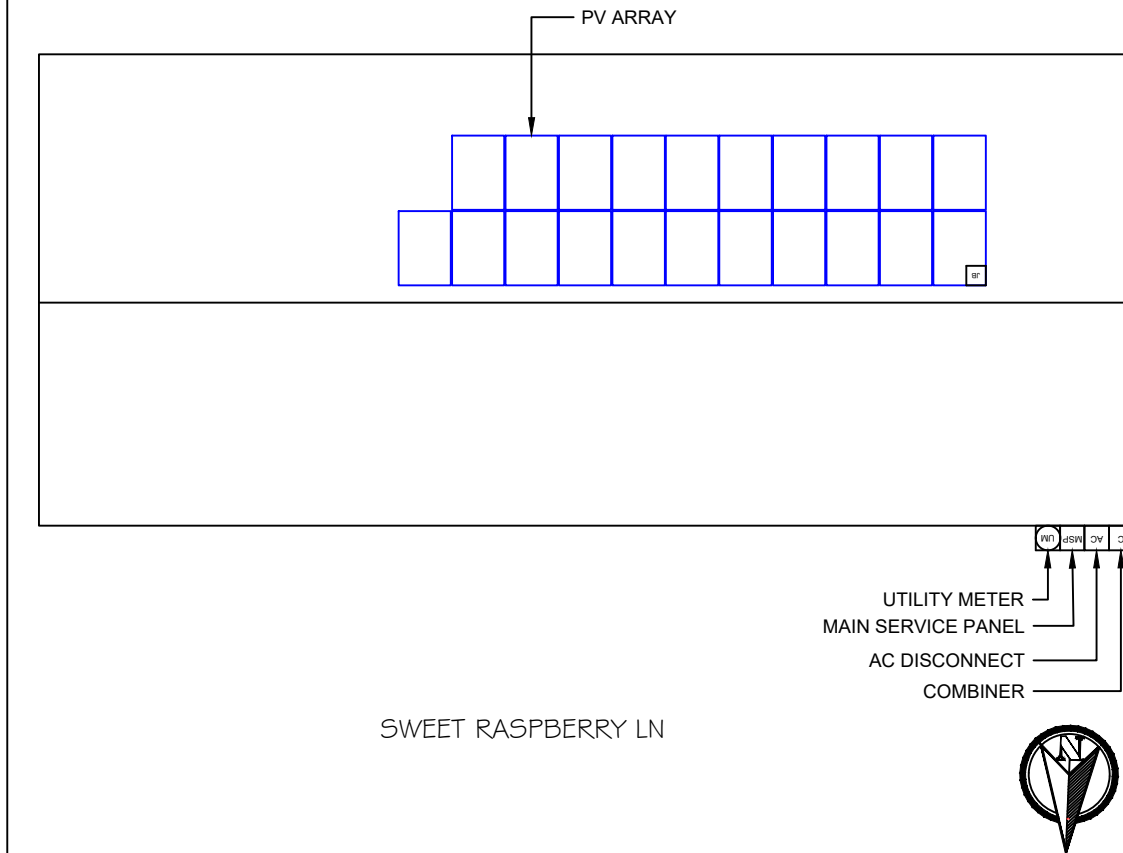 PV ARRAY
JB
UM MSP AC C
UTILITY METER
MAIN SERVICE PANEL
AC DISCONNECT
COMBINER
SWEET RASPBERRY LN
N